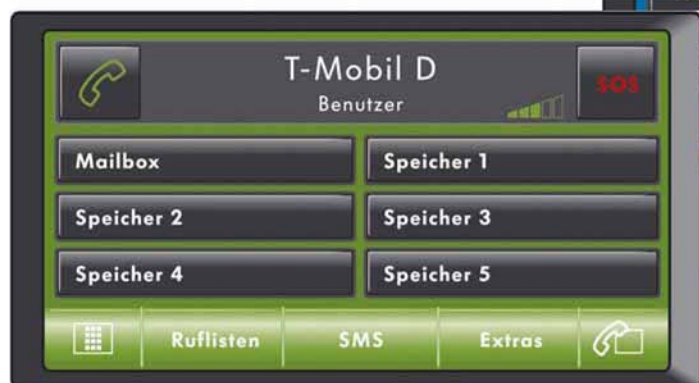 T-Mobil D
Benutzer
SOS
Mailbox
Speicher 1
Speicher 2
Speicher 3
Speicher 4
Speicher 5
Ruflisten
SMS
Extras